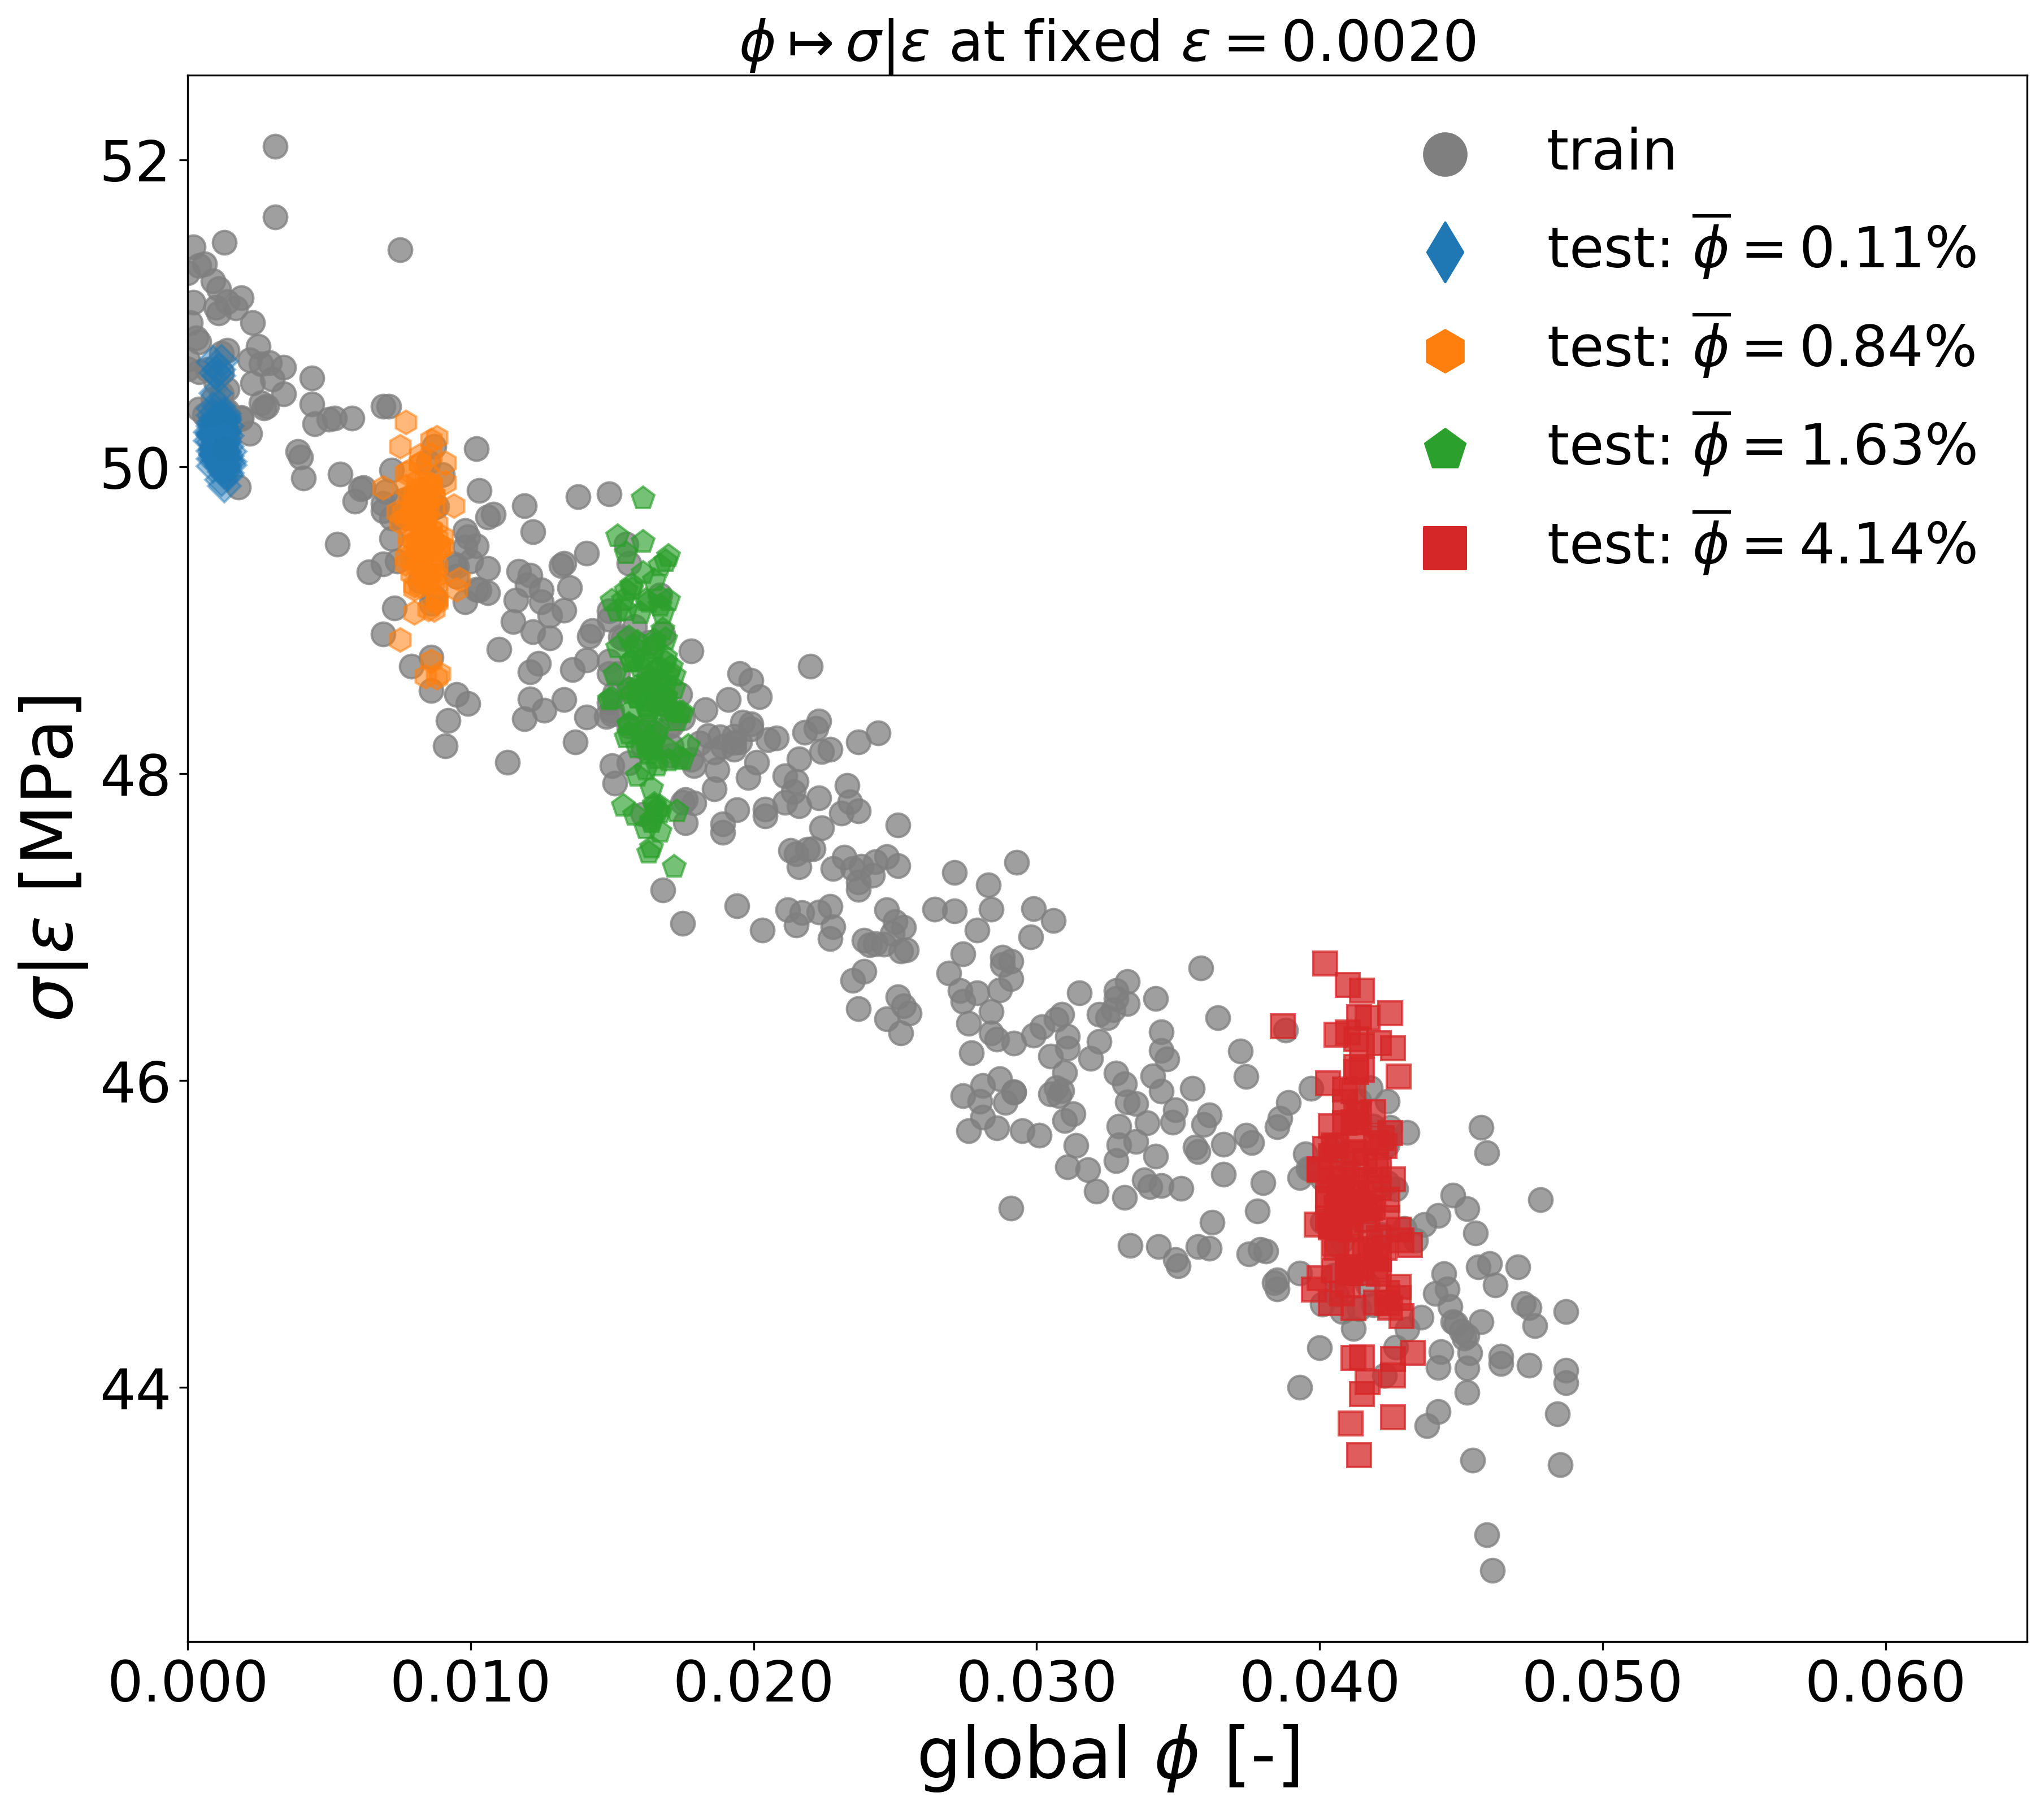 ϕ ↦ σ|ε at fixed ε = 0.0020
52
50
48
46
44
σ|ε [MPa]
train
test: ϕ̅ = 0.11%
test: ϕ̅ = 0.84%
test: ϕ̅ = 1.63%
test: ϕ̅ = 4.14%
0.000 0.010 0.020 0.030 0.040 0.050 0.060
global ϕ [-]